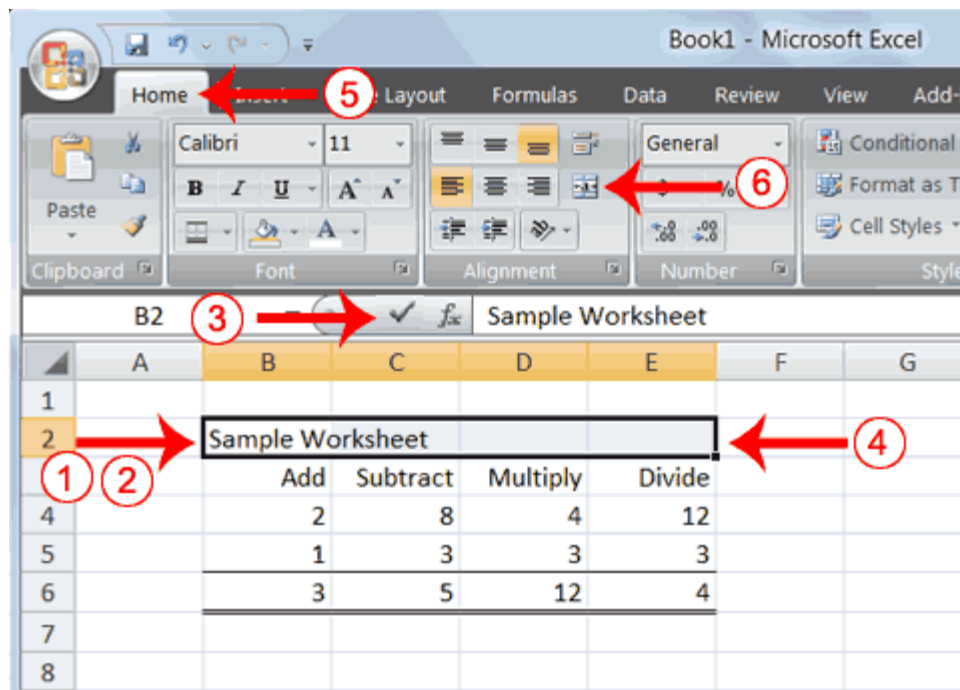 Book1 - Microsoft Excel
Home 5 Layout Formulas Data Review View Add-
Calibri 11 General Conditional
B I U A A 6 % Format as T
Paste .00 .0 Cell Styles
Clipboard Font Alignment Number Style
B2 3 fx Sample Worksheet
A B C D E F G
1
2 Sample Worksheet 4
1 2 Add Subtract Multiply Divide
4 2 8 4 12
5 1 3 3 3
6 3 5 12 4
7
8